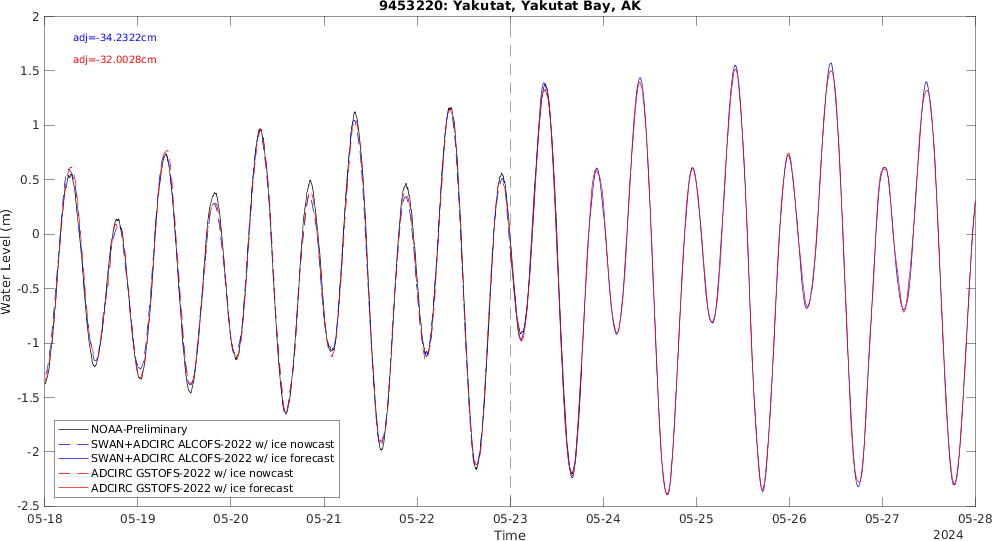 9453220: Yakutat, Yakutat Bay, AK
adj=-34.2322cm
adj=-32.0028cm
Water Level (m)
2
1.5
1
0.5
0
-0.5
-1
-1.5
-2
-2.5
NOAA-Preliminary
SWAN+ADCIRC ALCOFS-2022 w/ ice nowcast
SWAN+ADCIRC ALCOFS-2022 w/ ice forecast
ADCIRC GSTOFS-2022 w/ ice nowcast
ADCIRC GSTOFS-2022 w/ ice forecast
05-18 05-19 05-20 05-21 05-22 05-23 05-24 05-25 05-26 05-27 05-28
Time
2024